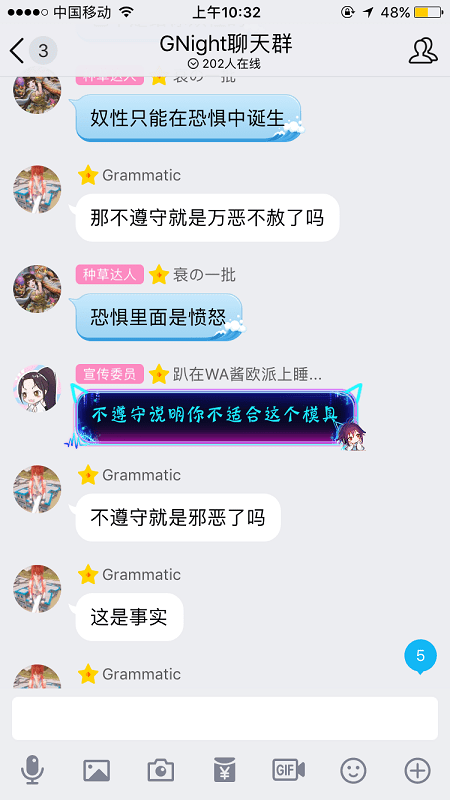 中国移动
上午10:32
48%
3
GNight聊天群
202人在线
种草达人 衰の一批
奴性只能在恐惧中诞生
Grammatic
那不遵守就是万恶不赦了吗
种草达人 衰の一批
恐惧里面是愤怒
宣传委员 趴在WA酱欧派上睡...
不遵守说明你不适合这个模具
Grammatic
不遵守就是邪恶了吗
Grammatic
这是事实
5
Grammatic
GIF